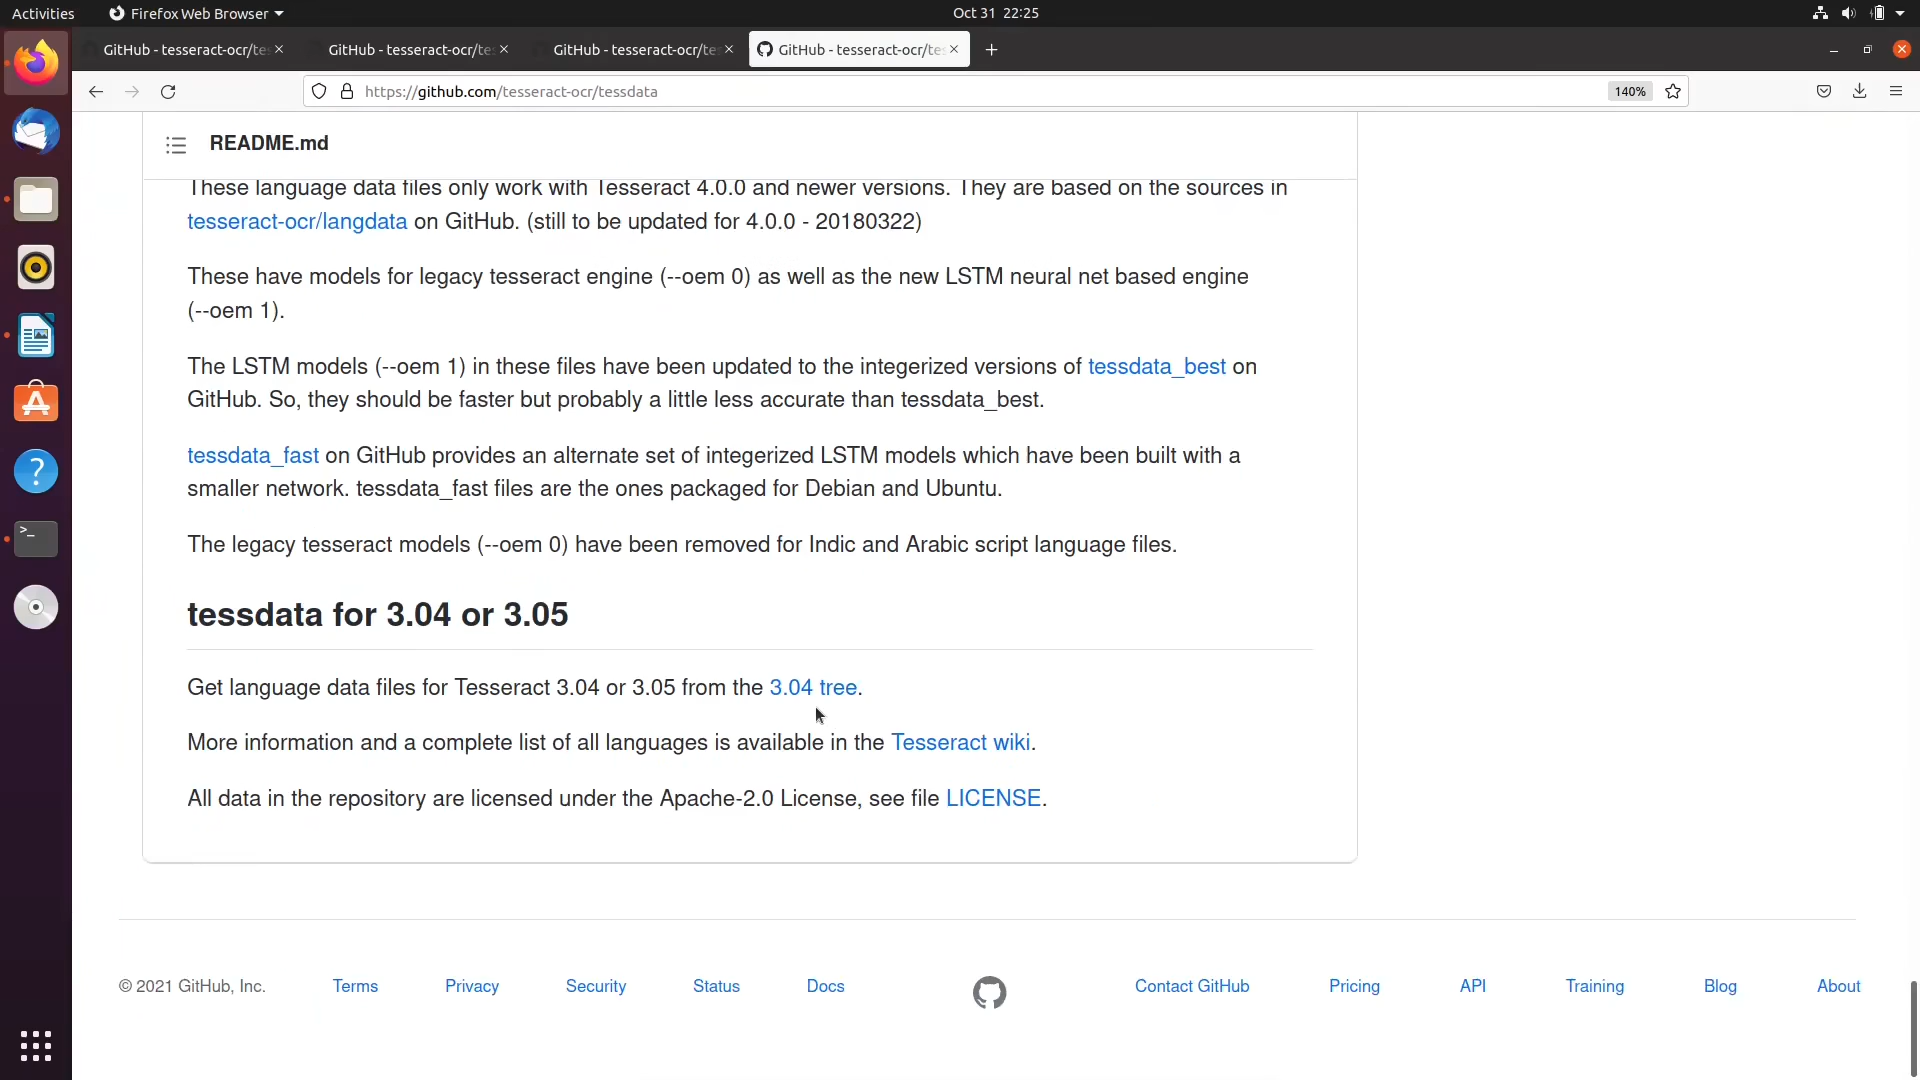 Activities
Firefox Web Browser
Oct 31 22:25
GitHub - tesseract-ocr/tes
GitHub - tesseract-ocr/tes
GitHub - tesseract-ocr/te
GitHub - tesseract-ocr/tes
https://github.com/tesseract-ocr/tessdata
140%
README.md
These language data files only work with Tesseract 4.0.0 and newer versions. They are based on the sources in
tesseract-ocr/langdata on GitHub. (still to be updated for 4.0.0 - 20180322)
These have models for legacy tesseract engine (--oem 0) as well as the new LSTM neural net based engine
(--oem 1).
The LSTM models (--oem 1) in these files have been updated to the integerized versions of tessdata_best on
GitHub. So, they should be faster but probably a little less accurate than tessdata_best.
tessdata_fast on GitHub provides an alternate set of integerized LSTM models which have been built with a
smaller network. tessdata_fast files are the ones packaged for Debian and Ubuntu.
The legacy tesseract models (--oem 0) have been removed for Indic and Arabic script language files.
tessdata for 3.04 or 3.05
Get language data files for Tesseract 3.04 or 3.05 from the 3.04 tree.
More information and a complete list of all languages is available in the Tesseract wiki.
All data in the repository are licensed under the Apache-2.0 License, see file LICENSE.
© 2021 GitHub, Inc.
Terms
Privacy
Security
Status
Docs
Contact GitHub
Pricing
API
Training
Blog
About